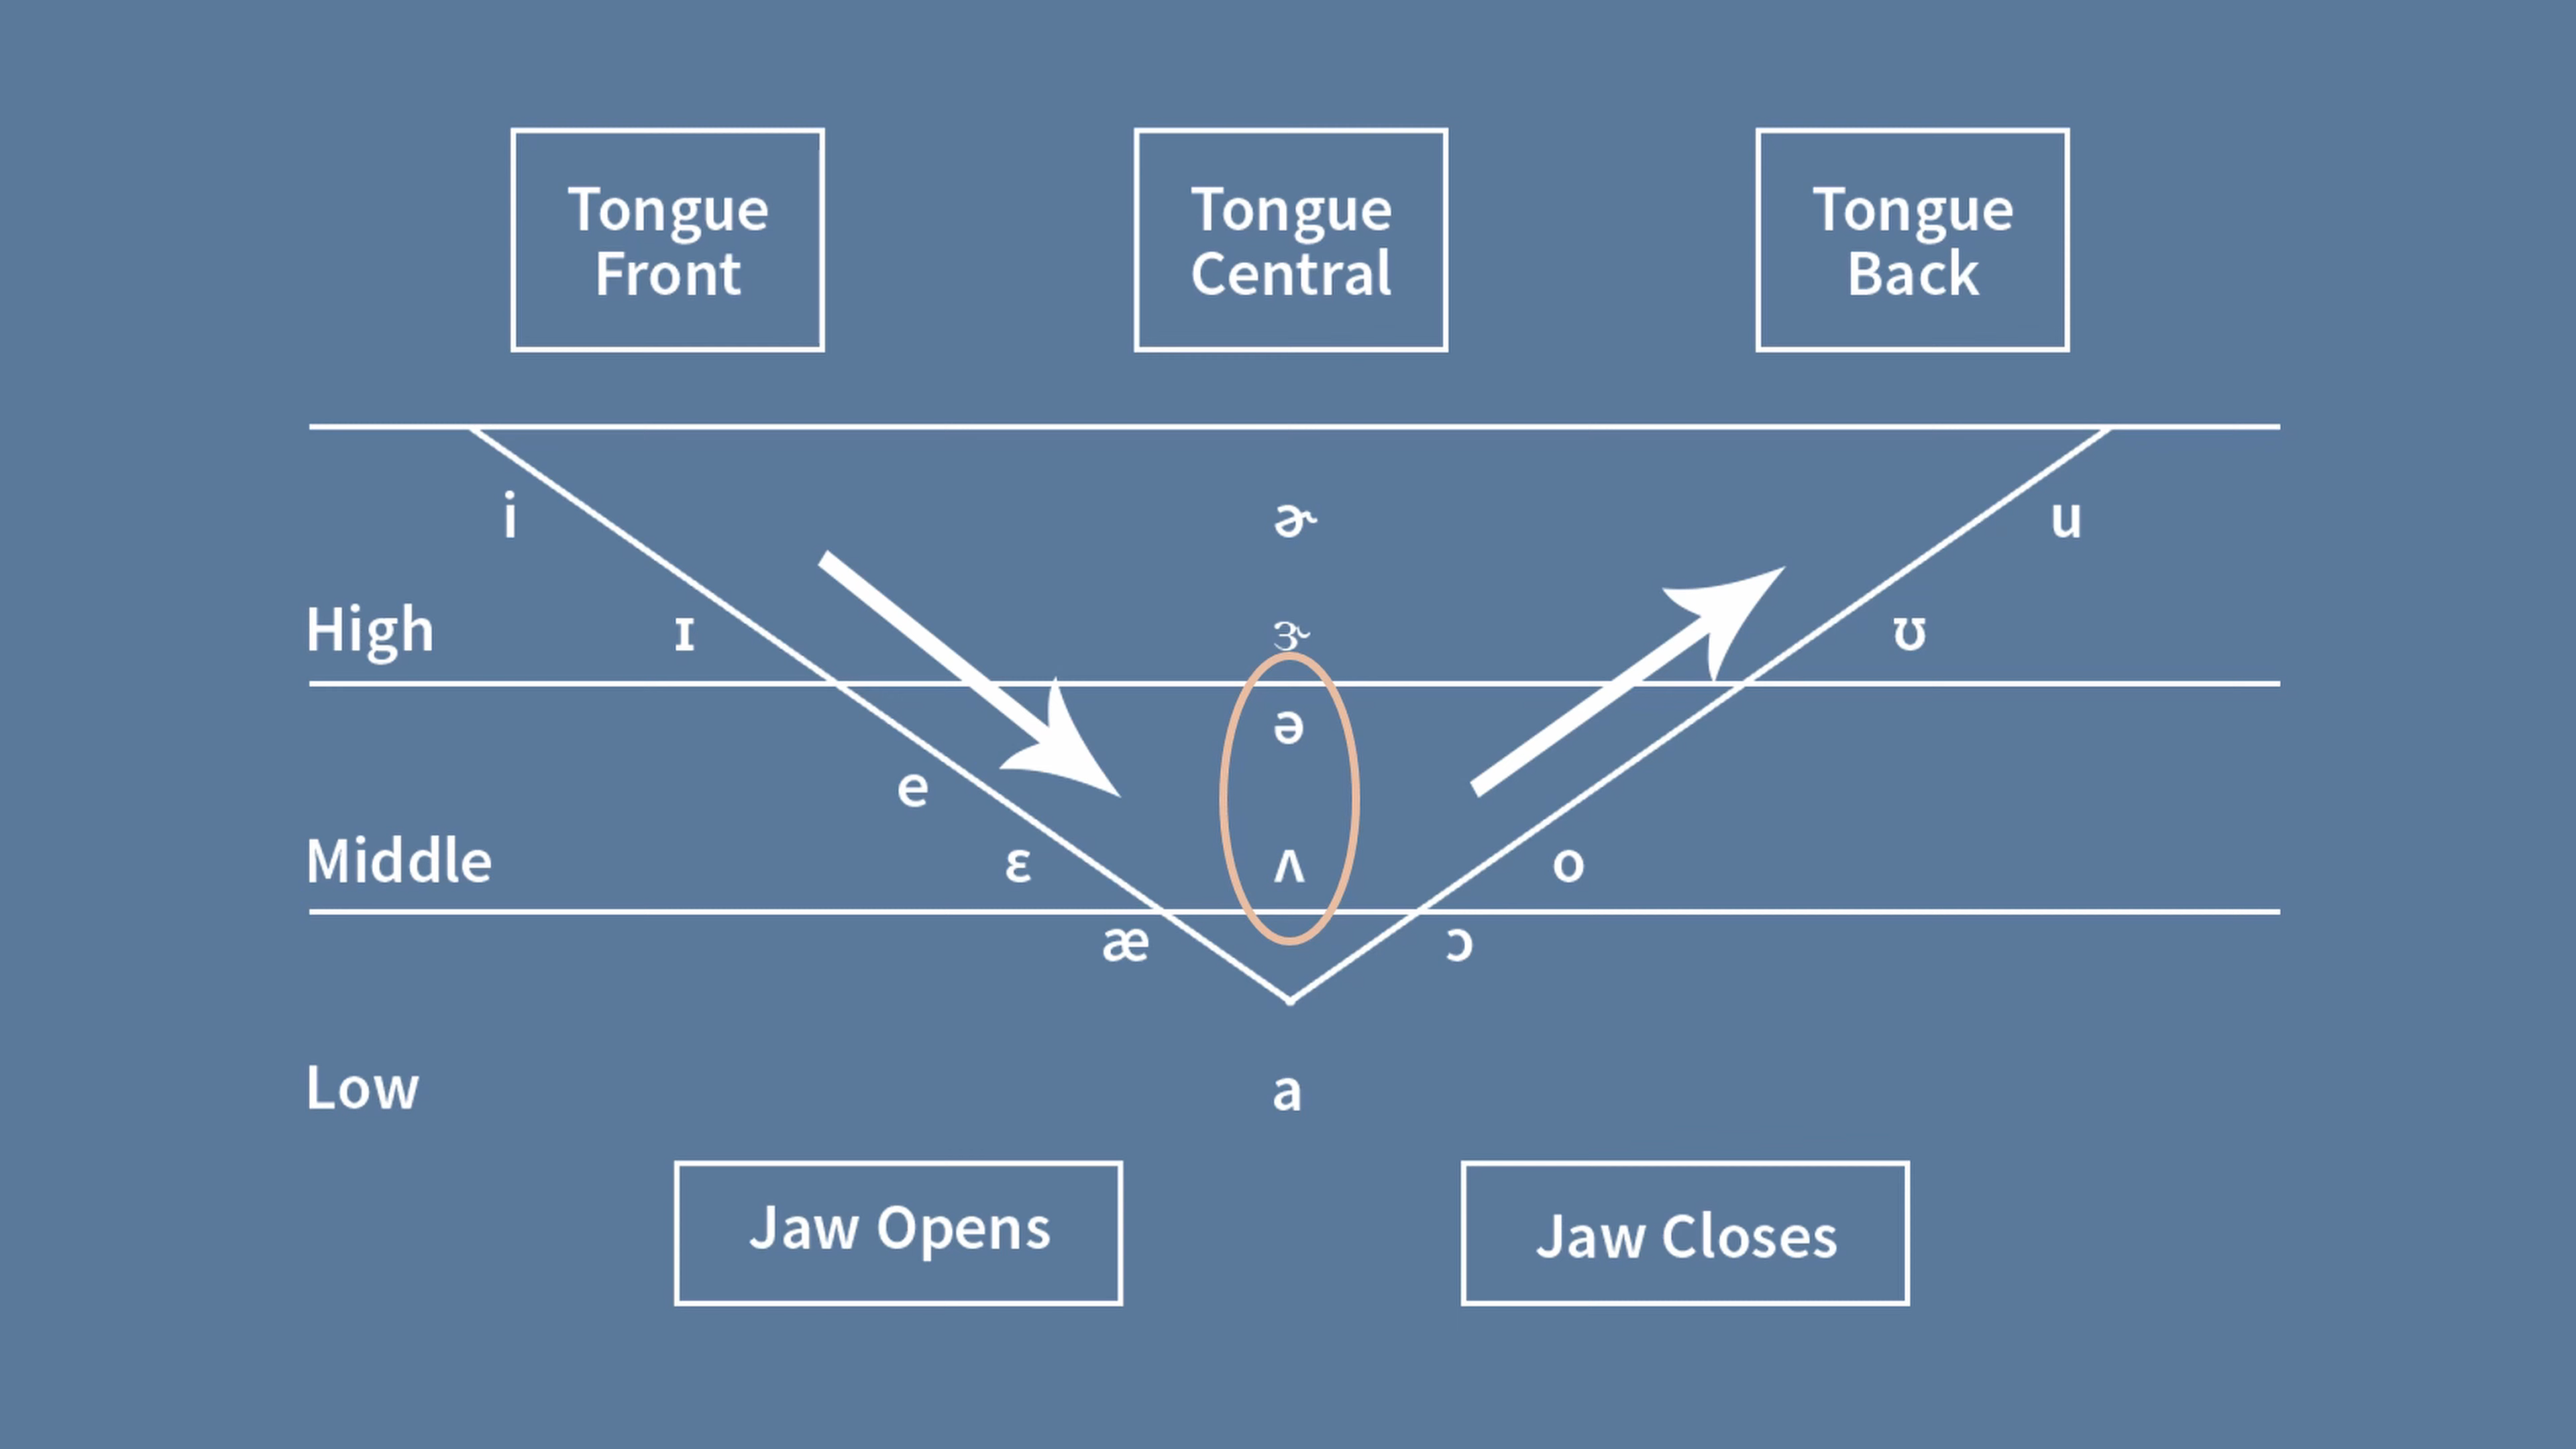 Tongue
Front
Tongue
Central
Tongue
Back
i
ɚ
u
High
ɪ
ɝ
ʊ
ə
e
Middle
ɛ
ʌ
o
æ
ɔ
Low
a
Jaw Opens
Jaw Closes